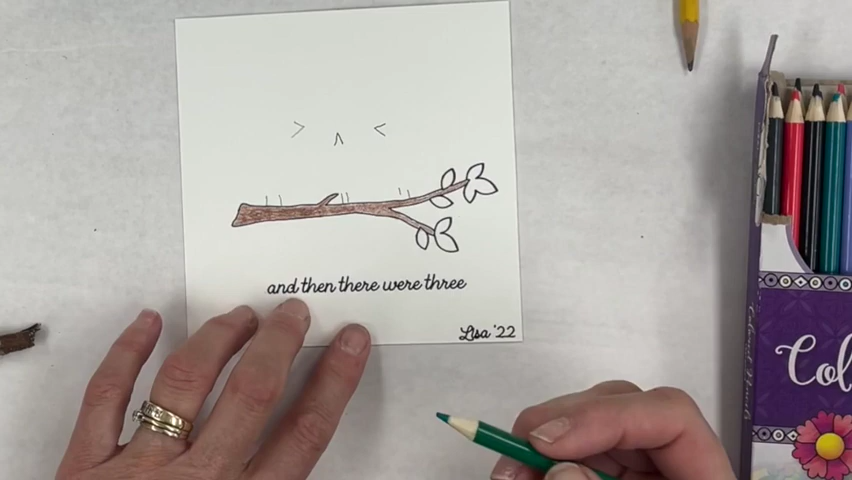 and then there were three
Lisa '22
Col